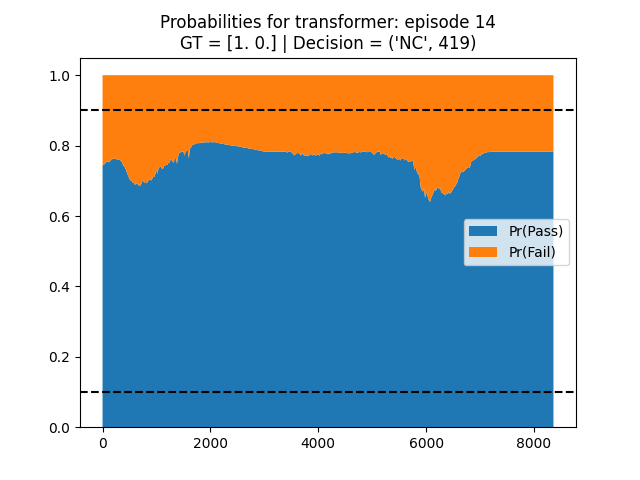 Probabilities for transformer: episode 14
GT = [1. 0.] | Decision = ('NC', 419)
1.0
0.8
0.6
0.4
0.2
0.0
Pr(Pass)
Pr(Fail)
0
2000
4000
6000
8000